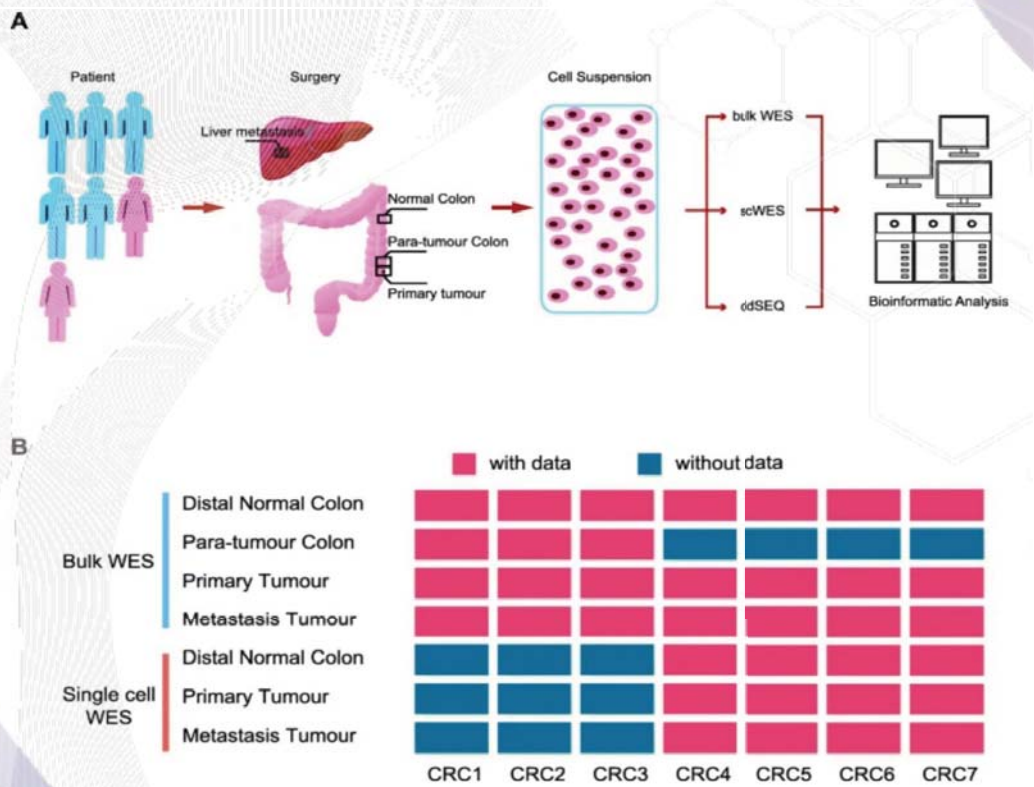 A
Patient
Surgery
Cell Suspension
Liver metastasis
Normal Colon
Para-tumour Colon
Primary tumour
bulk WES
scWES
ddSEQ
Bioinformatic Analysis
B
with data
without data
Bulk WES
Distal Normal Colon
Para-tumour Colon
Primary Tumour
Metastasis Tumour
Single cell
WES
Distal Normal Colon
Primary Tumour
Metastasis Tumour
CRC1 CRC2 CRC3 CRC4 CRC5 CRC6 CRC7